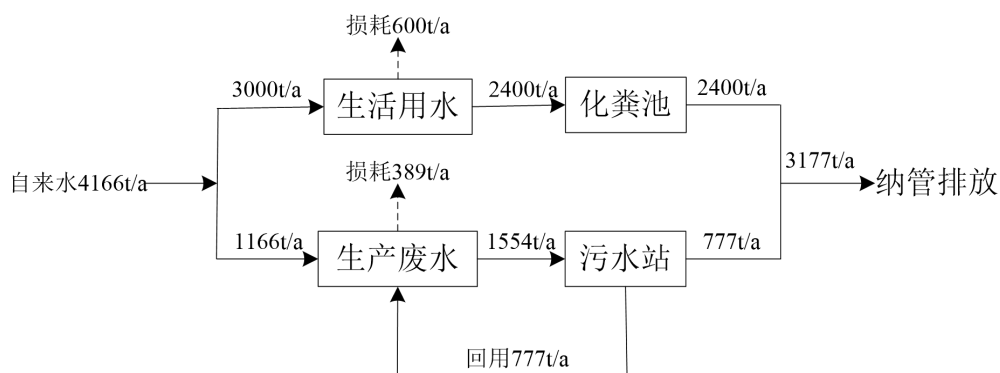 损耗600t/a
3000t/a
生活用水
2400t/a
化粪池
2400t/a
自来水4166t/a
损耗389t/a
3177t/a
纳管排放
1166t/a
生产废水
1554t/a
污水站
777t/a
回用777t/a